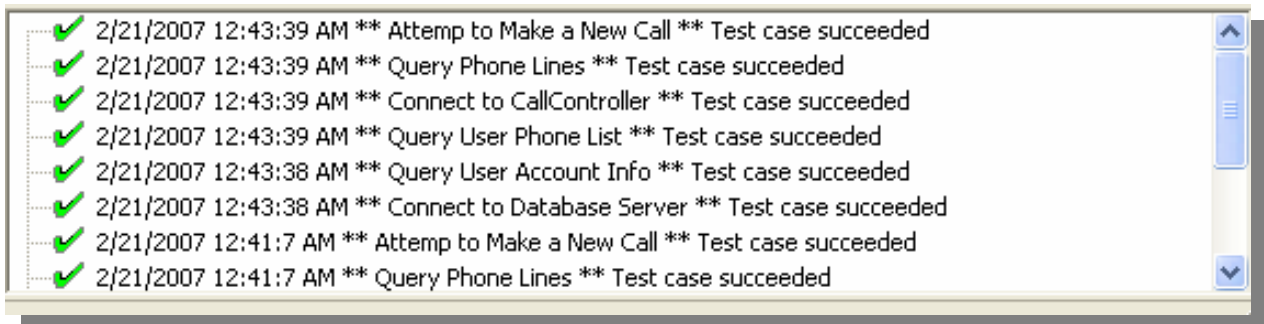 2/21/2007 12:43:39 AM ** Attemp to Make a New Call ** Test case succeeded
2/21/2007 12:43:39 AM ** Query Phone Lines ** Test case succeeded
2/21/2007 12:43:39 AM ** Connect to CallController ** Test case succeeded
2/21/2007 12:43:39 AM ** Query User Phone List ** Test case succeeded
2/21/2007 12:43:38 AM ** Query User Account Info ** Test case succeeded
2/21/2007 12:43:38 AM ** Connect to Database Server ** Test case succeeded
2/21/2007 12:41:7 AM ** Attemp to Make a New Call ** Test case succeeded
2/21/2007 12:41:7 AM ** Query Phone Lines ** Test case succeeded